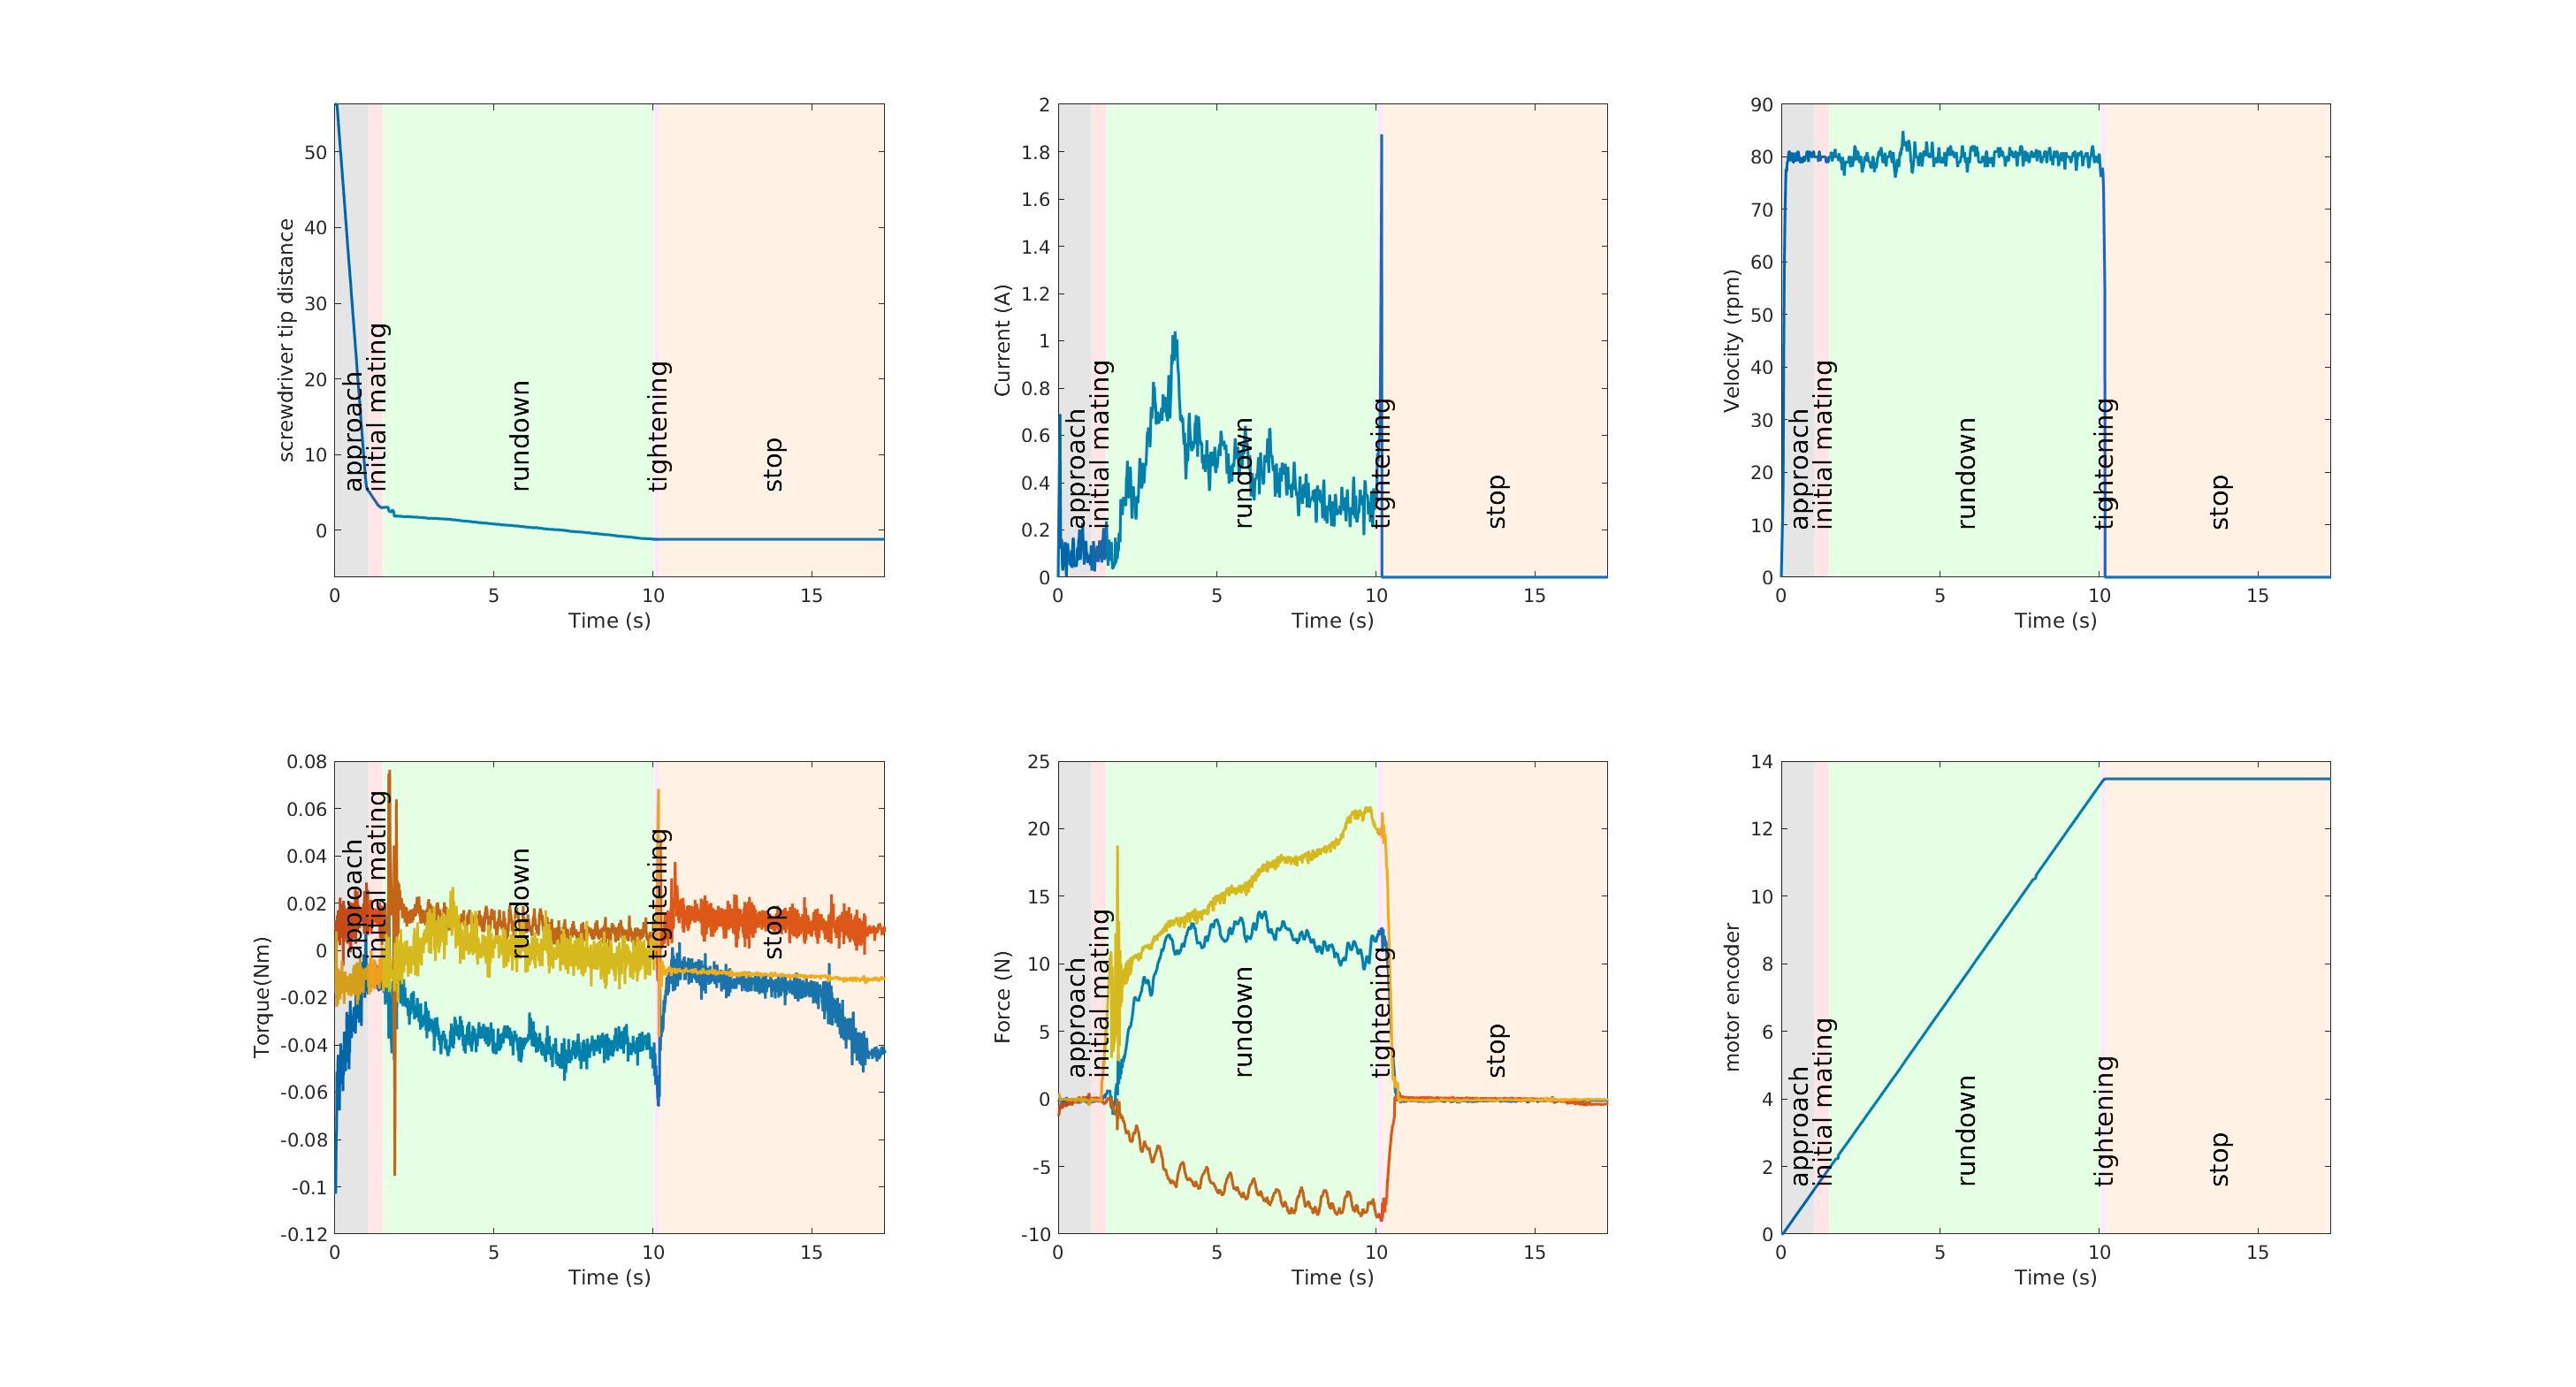 screwdriver tip distance
50
40
30
20
10
0
approach
initial mating
rundown
tightening
stop
0 5 10 15
Time (s)
Current (A)
2
1.8
1.6
1.4
1.2
1
0.8
0.6
0.4
0.2
0
approach
initial mating
rundown
tightening
stop
0 5 10 15
Time (s)
Velocity (rpm)
90
80
70
60
50
40
30
20
10
0
approach
initial mating
rundown
tightening
stop
0 5 10 15
Time (s)
Torque(Nm)
0.08
0.06
0.04
0.02
0
-0.02
-0.04
-0.06
-0.08
-0.1
-0.12
approach
initial mating
rundown
tightening
stop
0 5 10 15
Time (s)
Force (N)
25
20
15
10
5
0
-5
-10
approach
initial mating
rundown
tightening
stop
0 5 10 15
Time (s)
motor encoder
14
12
10
8
6
4
2
0
approach
initial mating
rundown
tightening
stop
0 5 10 15
Time (s)